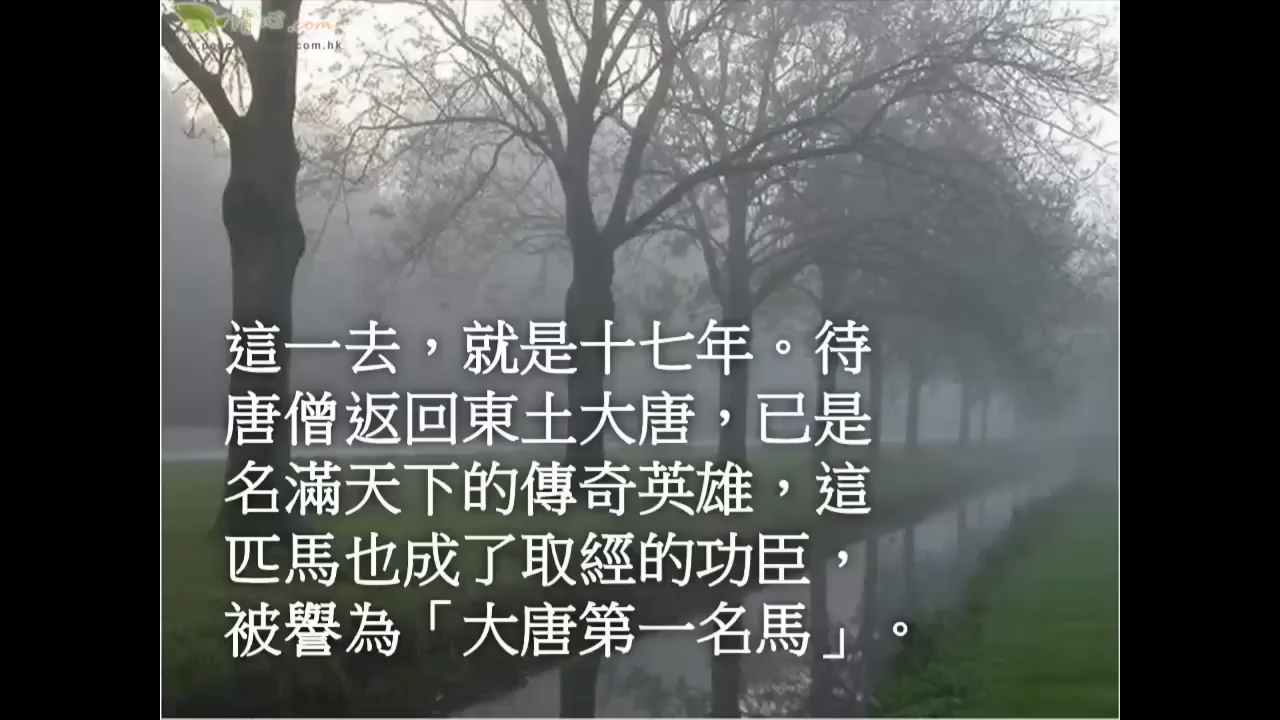 .com
這一去，就是十七年。待
唐僧返回東土大唐，已是
名滿天下的傳奇英雄，這
匹馬也成了取經的功臣，
被譽為「大唐第一名馬」。